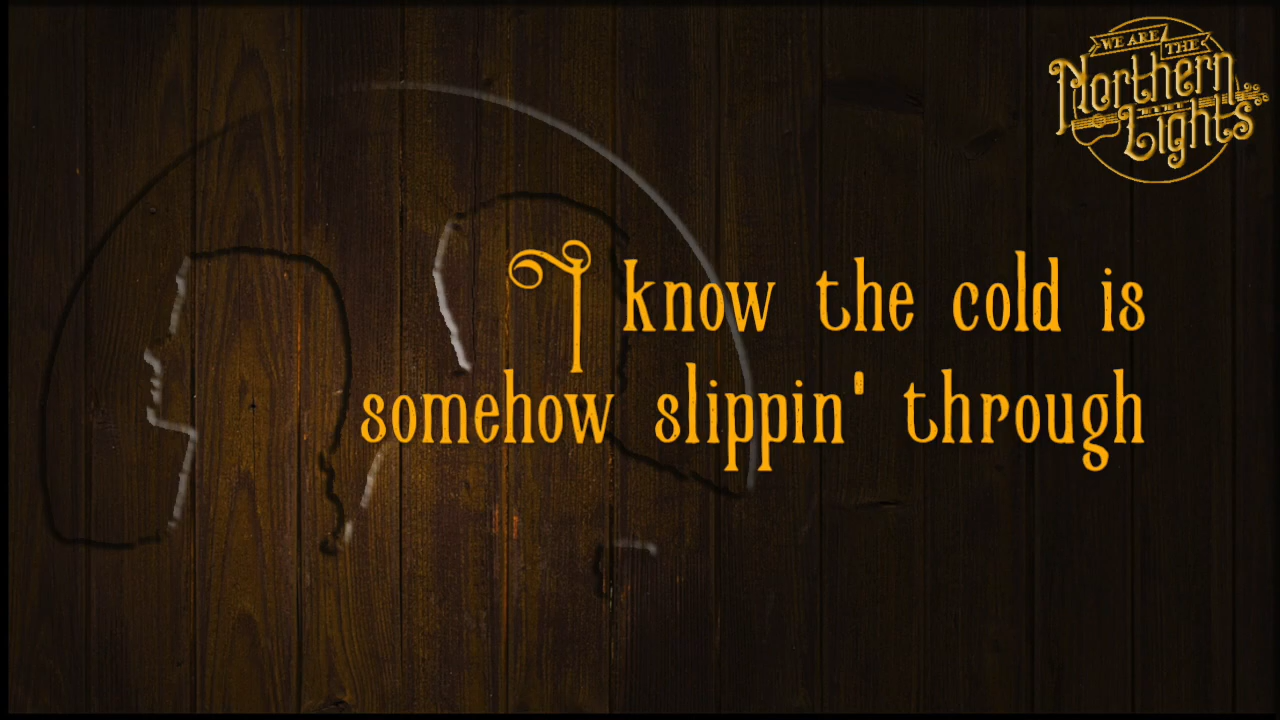 WE ARE THE
Northern
Lights
I know the cold is
somehow slippin' through